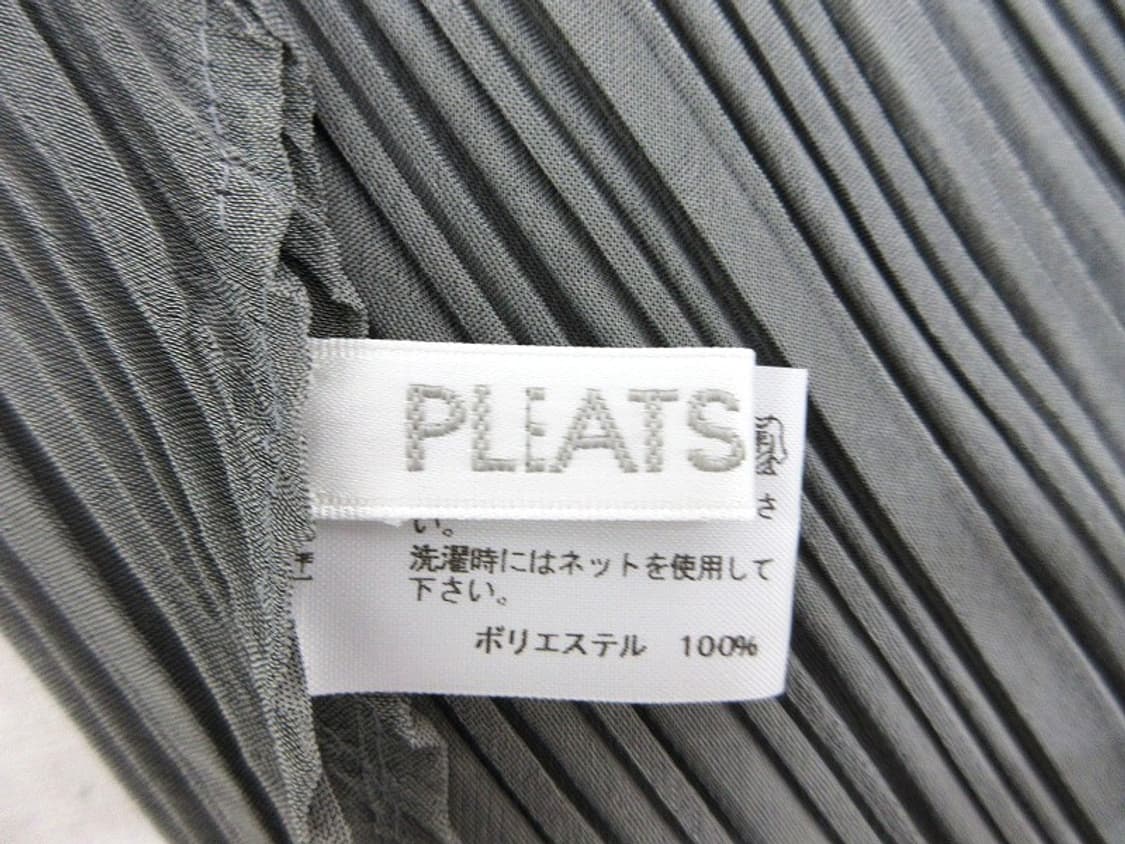 PLEATS
さ
い。
洗濯時にはネットを使用して
下さい。
ポリエステル 100%